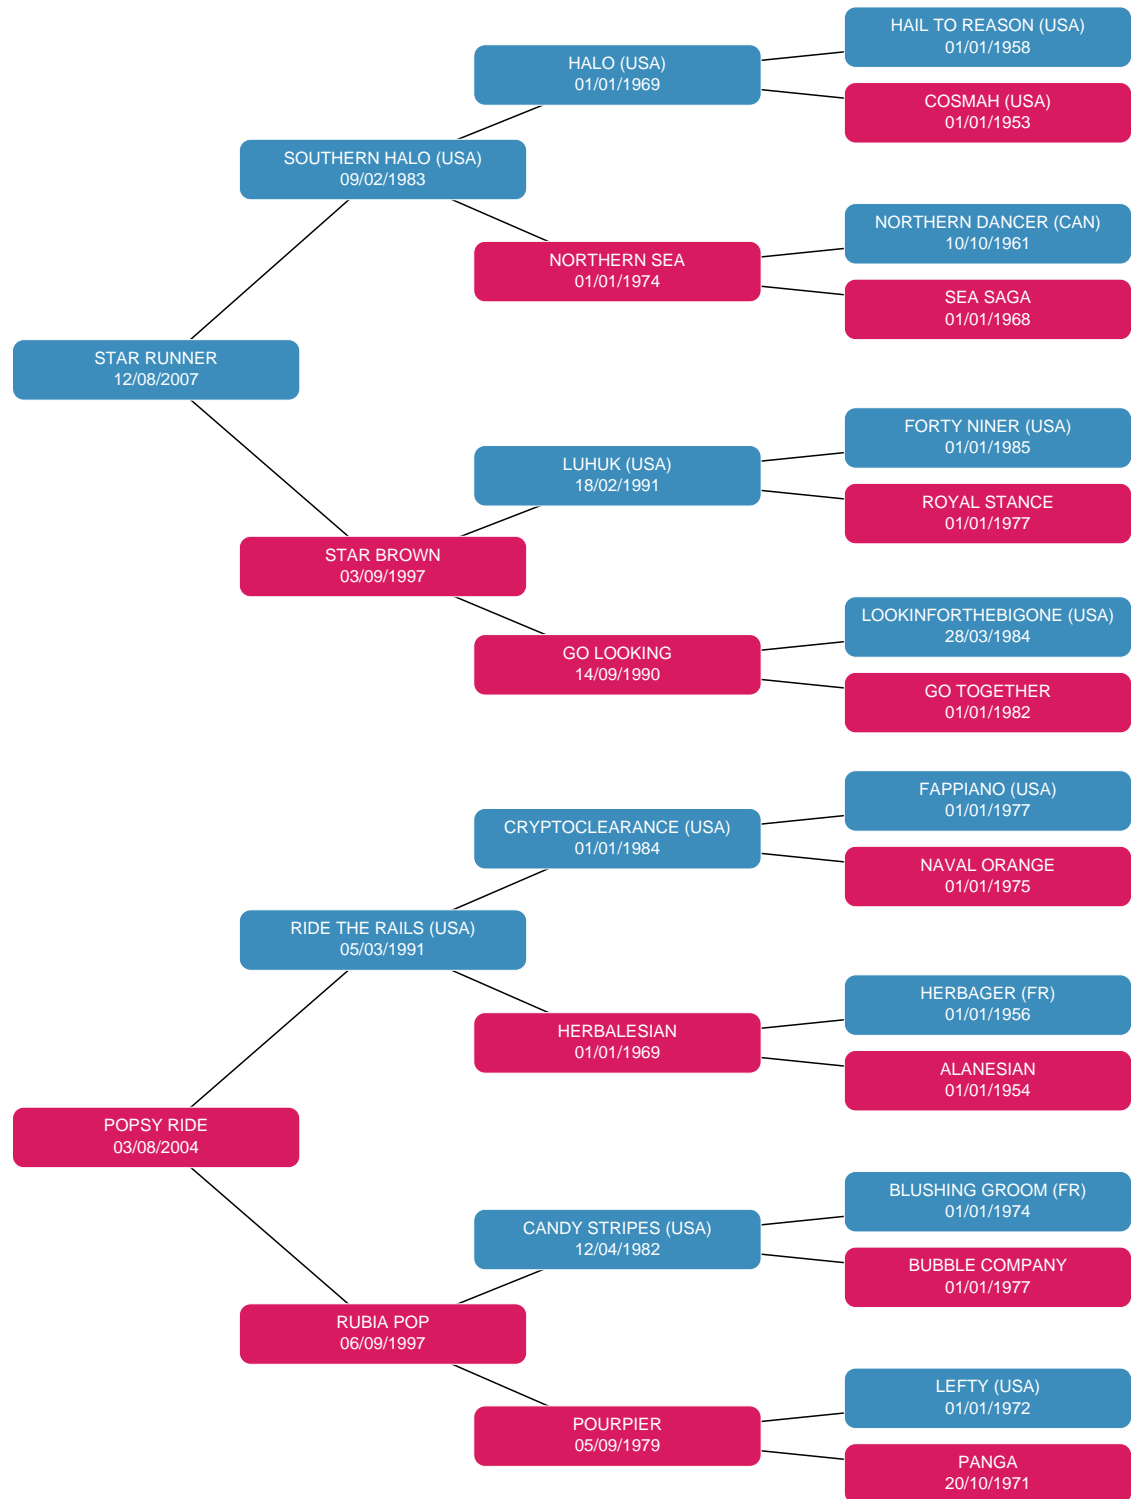 HAIL TO REASON (USA)
01/01/1958
HALO (USA)
01/01/1969
COSMAH (USA)
01/01/1953
SOUTHERN HALO (USA)
09/02/1983
NORTHERN DANCER (CAN)
10/10/1961
NORTHERN SEA
01/01/1974
SEA SAGA
01/01/1968
STAR RUNNER
12/08/2007
FORTY NINER (USA)
01/01/1985
LUHUK (USA)
18/02/1991
ROYAL STANCE
01/01/1977
STAR BROWN
03/09/1997
LOOKINFORTHEBIGONE (USA)
28/03/1984
GO LOOKING
14/09/1990
GO TOGETHER
01/01/1982
FAPPIANO (USA)
01/01/1977
CRYPTOCLEARANCE (USA)
01/01/1984
NAVAL ORANGE
01/01/1975
RIDE THE RAILS (USA)
05/03/1991
HERBAGER (FR)
01/01/1956
HERBALESIAN
01/01/1969
ALANESIAN
01/01/1954
POPSY RIDE
03/08/2004
BLUSHING GROOM (FR)
01/01/1974
CANDY STRIPES (USA)
12/04/1982
BUBBLE COMPANY
01/01/1977
RUBIA POP
06/09/1997
LEFTY (USA)
01/01/1972
POURPIER
05/09/1979
PANGA
20/10/1971